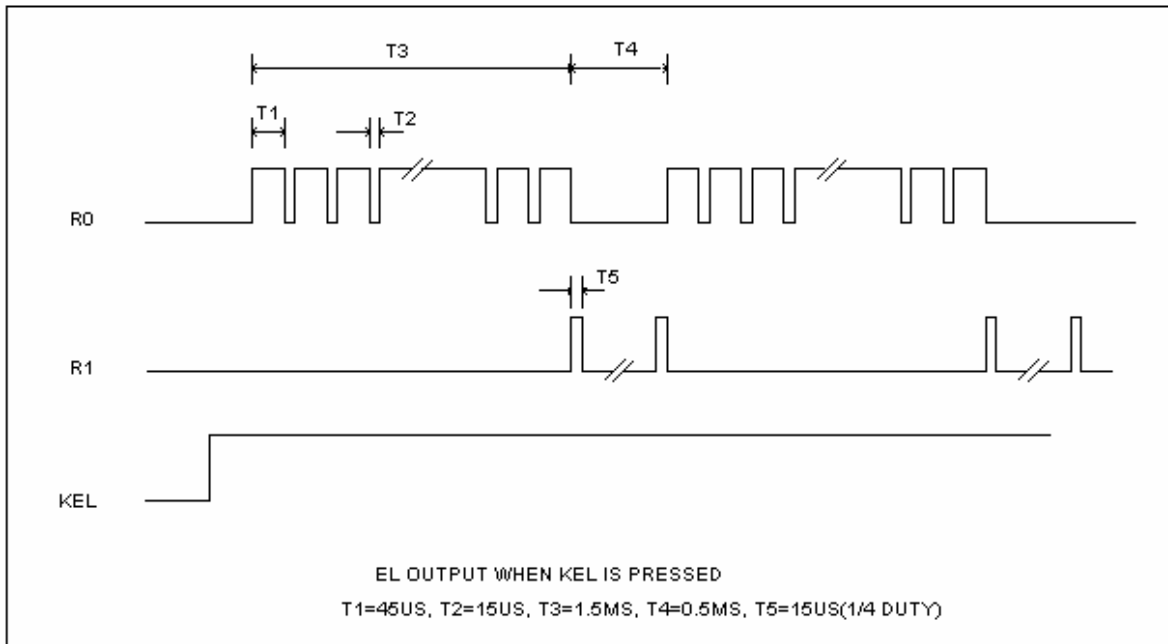 T3
T4
T1
T2
R0
T5
R1
KEL
EL OUTPUT WHEN KEL IS PRESSED
T1=45US, T2=15US, T3=1.5MS, T4=0.5MS, T5=15US(1/4 DUTY)